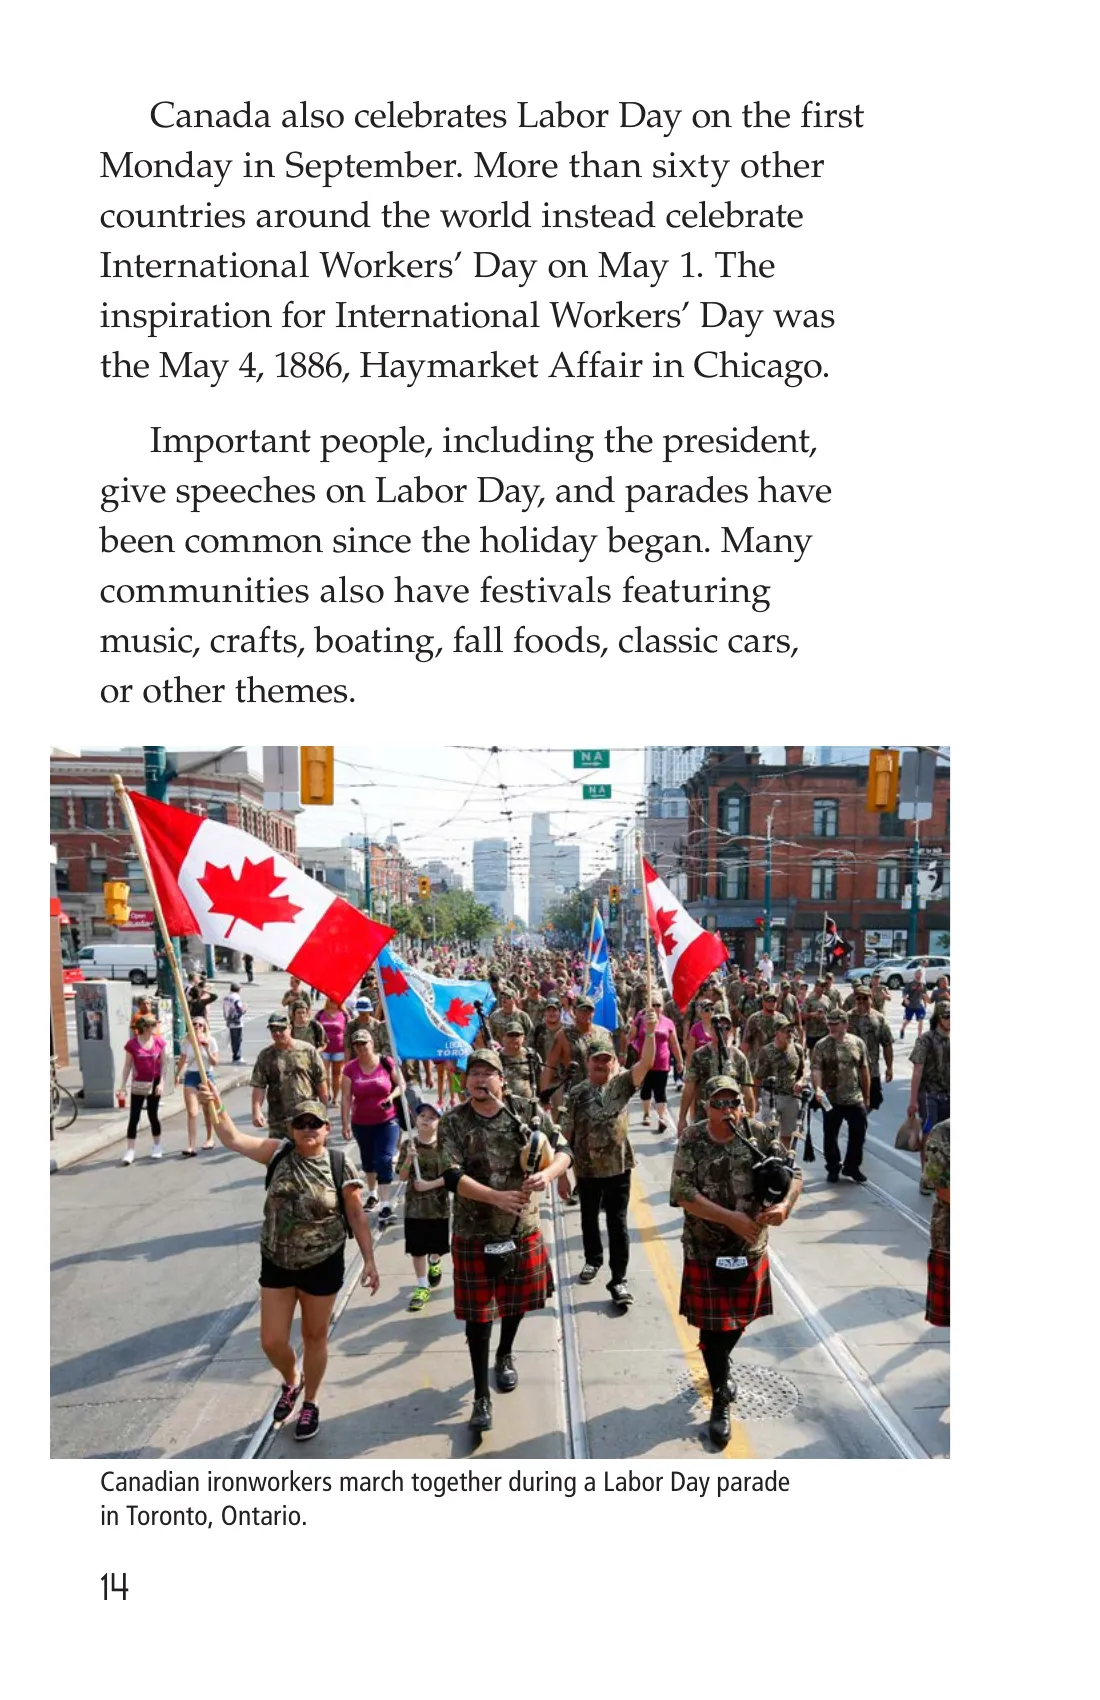 Canada also celebrates Labor Day on the first
Monday in September. More than sixty other
countries around the world instead celebrate
International Workers’ Day on May 1. The
inspiration for International Workers’ Day was
the May 4, 1886, Haymarket Affair in Chicago.
Important people, including the president,
give speeches on Labor Day, and parades have
been common since the holiday began. Many
communities also have festivals featuring
music, crafts, boating, fall foods, classic cars,
or other themes.
NA
NA
Open
Canadian ironworkers march together during a Labor Day parade
in Toronto, Ontario.
14